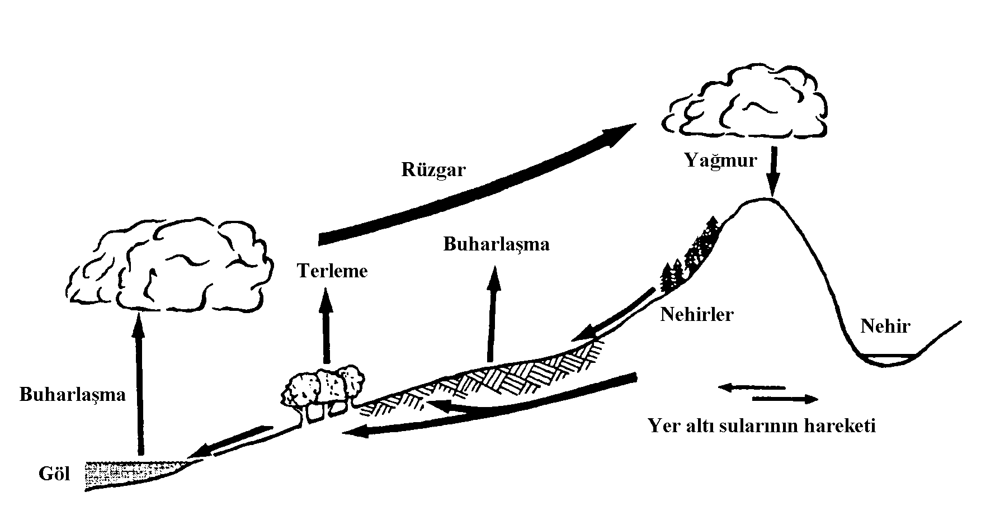 Yağmur
Rüzgar
Buharlaşma
Terleme
Nehirler
Nehir
Buharlaşma
Yer altı sularının hareketi
Göl